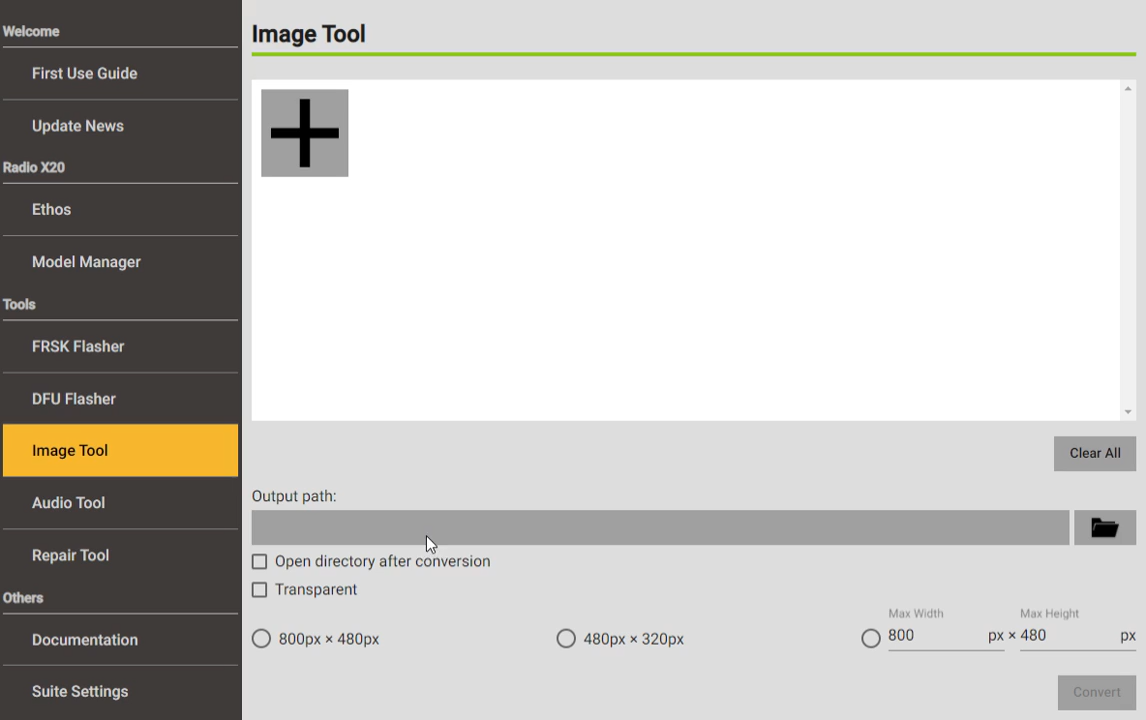 Welcome
First Use Guide
Update News
Radio X20
Ethos
Model Manager
Tools
FRSK Flasher
DFU Flasher
Image Tool
Audio Tool
Repair Tool
Others
Documentation
Suite Settings
Image Tool
Clear All
Output path:
Open directory after conversion
Transparent
800px × 480px
480px × 320px
Max Width
Max Height
800 px × 480 px
Convert